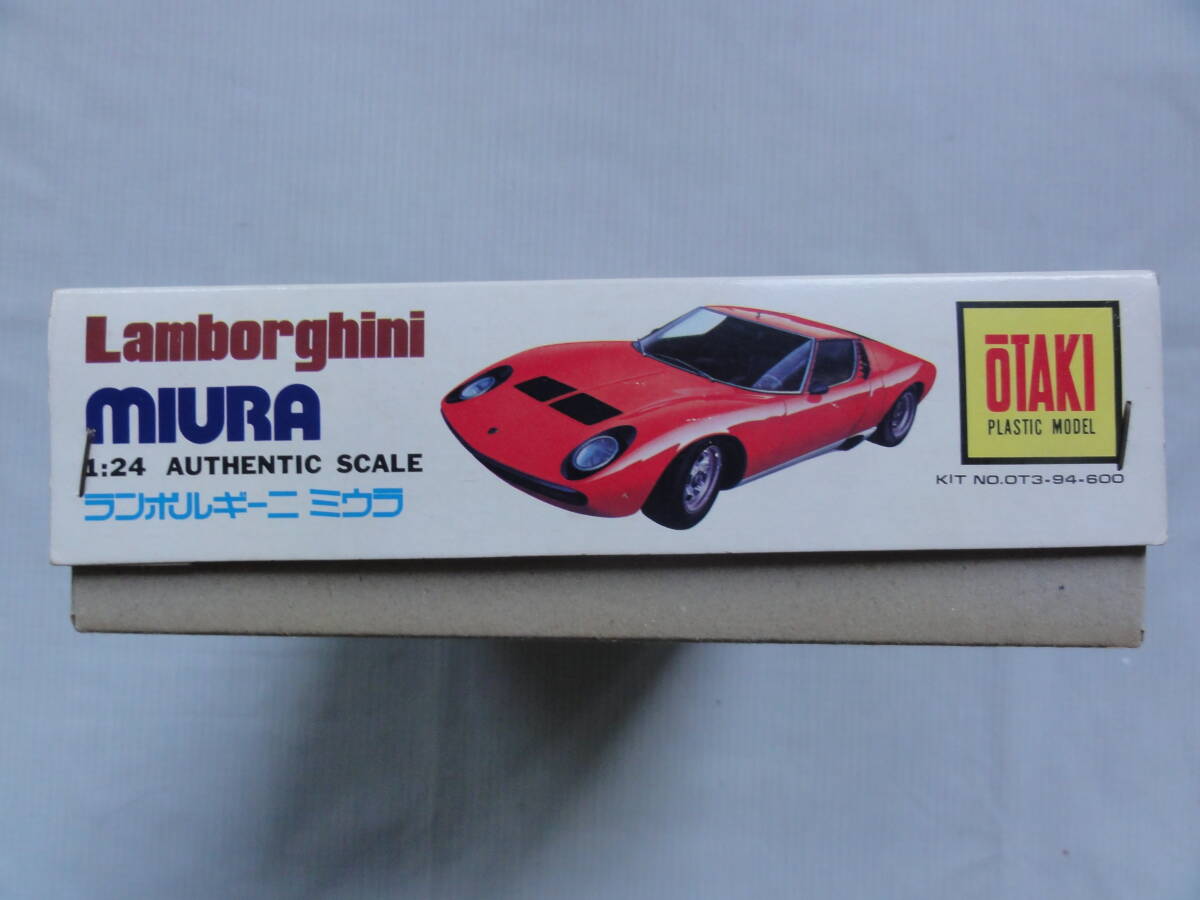 Lamborghini
MIURA
1:24 AUTHENTIC SCALE
ランボルギーニ ミウラ
ōTAKI
PLASTIC MODEL
KIT NO.OT3-94-600